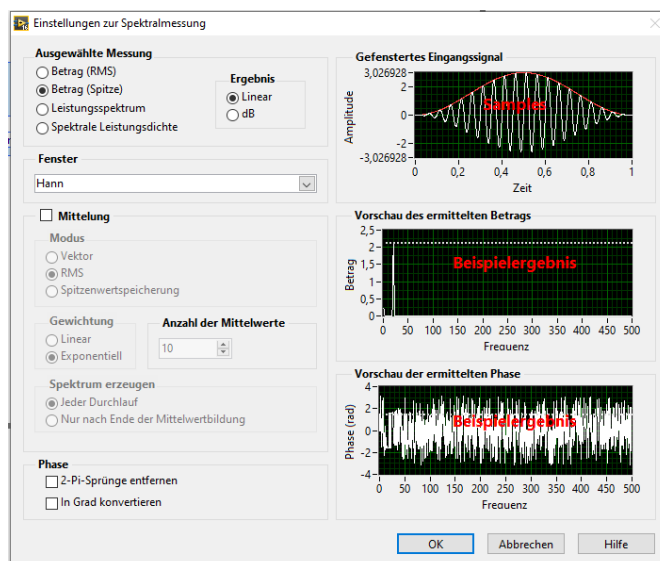 Einstellungen zur Spektralmessung
Ausgewählte Messung
Betrag (RMS)
Betrag (Spitze)
Leistungsspektrum
Spektrale Leistungsdichte
Ergebnis
Linear
dB
Fenster
Hann
Mittelung
Modus
Vektor
RMS
Spitzenwertspeicherung
Gewichtung
Linear
Exponentiell
Anzahl der Mittelwerte
10
Spektrum erzeugen
Jeder Durchlauf
Nur nach Ende der Mittelwertbildung
Phase
2-Pi-Sprünge entfernen
In Grad konvertieren
Gefenstertes Eingangssignal
3,026928
2
0
-2
-3,026928
Amplitude
Samples
0 0,2 0,4 0,6 0,8 1
Zeit
Vorschau des ermittelten Betrags
2,5
2
1,5
1
0,5
0
Betrag
Beispielergebnis
0 50 100 150 200 250 300 350 400 450 500
Frequenz
Vorschau der ermittelten Phase
4
2
0
-2
-4
Phase (rad)
Beispielergebnis
0 50 100 150 200 250 300 350 400 450 500
Frequenz
OK Abbrechen Hilfe